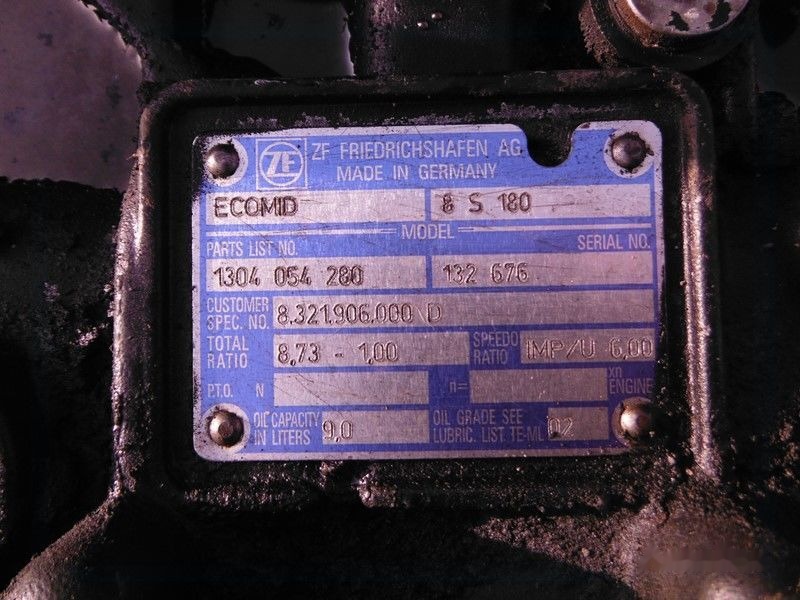 ZF ZF FRIEDRICHSHAFEN AG
MADE IN GERMANY
ECOMID 8 S 180
MODEL
PARTS LIST NO. SERIAL NO.
1304 054 280 132 676
CUSTOMER
SPEC. NO. 8.321.906.000 D
TOTAL
RATIO 8,73 - 1,00 SPEEDO
RATIO IMP/U 6,00
P.T.O. N n= xn
ENGINE
OIL CAPACITY
IN LITERS 9,0 OIL GRADE SEE
LUBRIC. LIST TE-ML 02